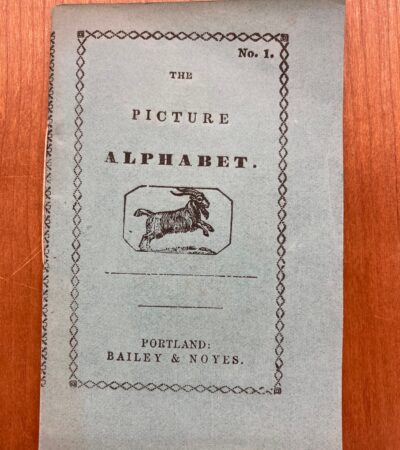 No. 1.
THE
PICTURE
ALPHABET.
PORTLAND:
BAILEY & NOYES.